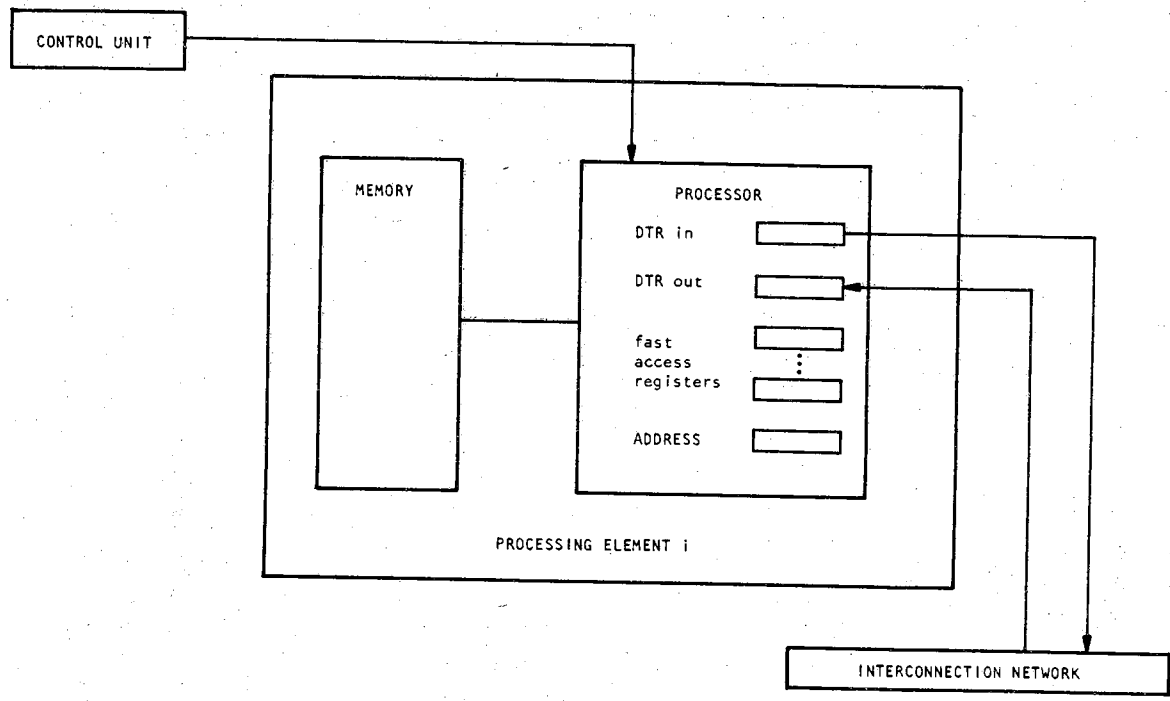 CONTROL UNIT
MEMORY
PROCESSOR
DTR in
DTR out
fast
access
registers
ADDRESS
PROCESSING ELEMENT i
INTERCONNECTION NETWORK